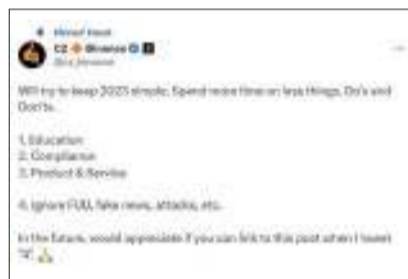 Pinned Tweet
CZ Binance
@cz_binance
Will try to keep 2023 simple. Spend more time on less things. Do's and
Don'ts.
1. Education
2. Compliance
3. Product & Service
4. Ignore FUD, fake news, attacks, etc.
In the future, would appreciate if you can link to this post when I tweet